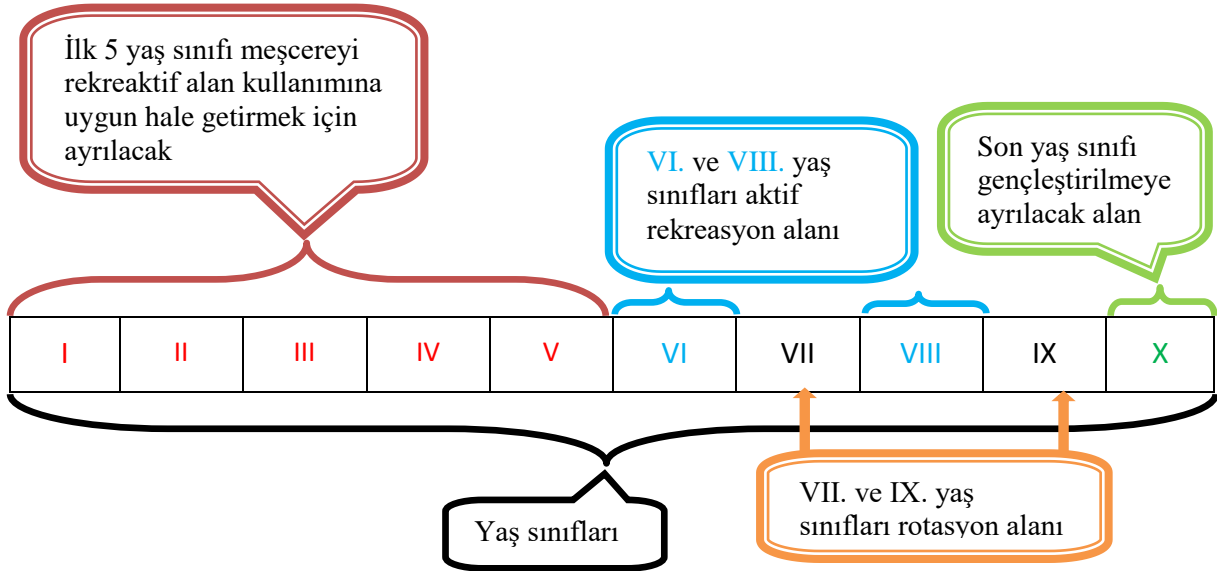 İlk 5 yaş sınıfı meşcereyi
rekreaktif alan kullanımına
uygun hale getirmek için
ayrılacak
VI. ve VIII. yaş
sınıfları aktif
rekreasyon alanı
Son yaş sınıfı
gençleştirilmeye
ayrılacak alan
I II III IV V VI VII VIII IX X
Yaş sınıfları
VII. ve IX. yaş
sınıfları rotasyon alanı